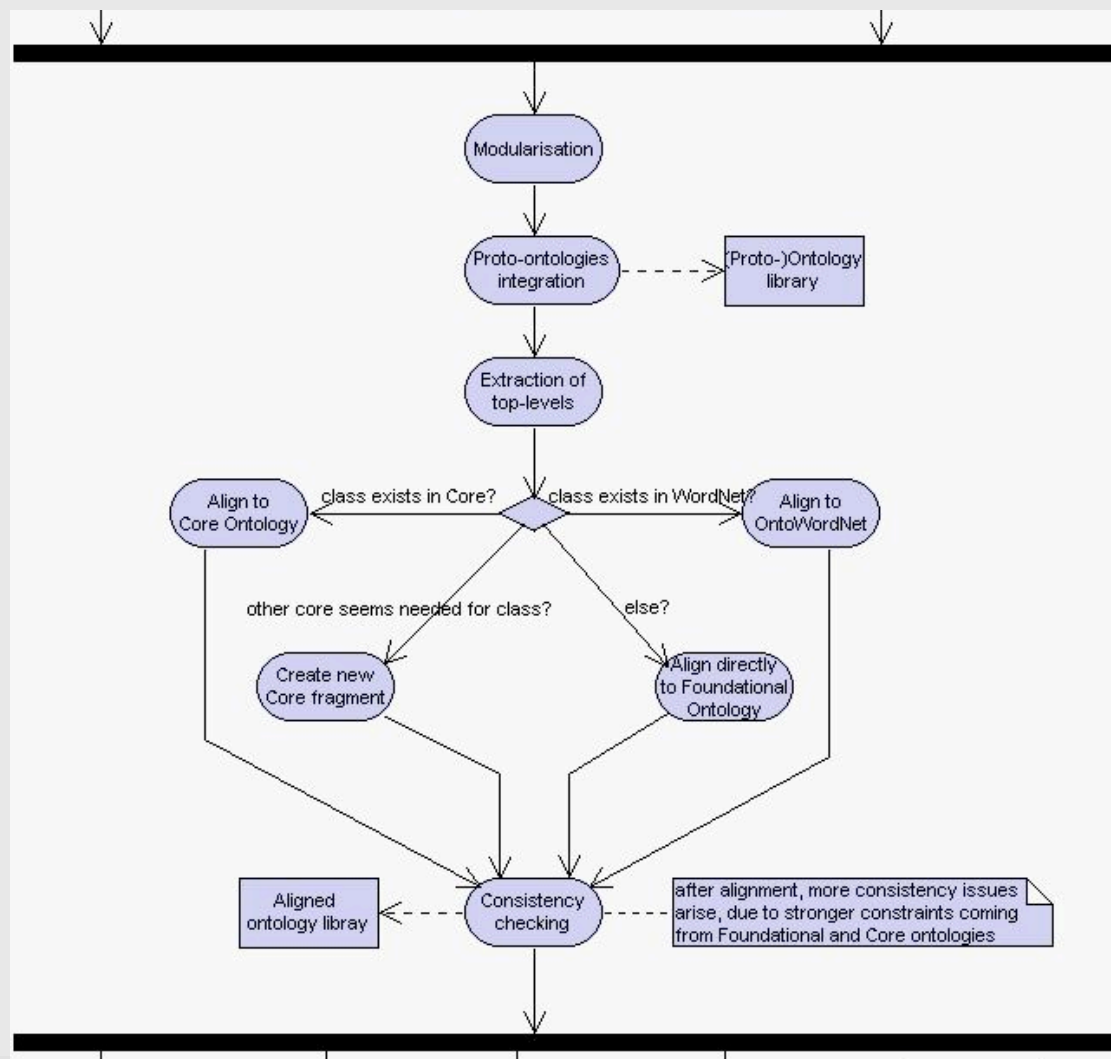 Modularisation
Proto-ontologies
integration
(Proto-)Ontology
library
Extraction of
top-levels
Align to
Core Ontology
class exists in Core?
class exists in WordNet?
Align to
OntoWordNet
other core seems needed for class?
else?
Create new
Core fragment
Align directly
to Foundational
Ontology
Aligned
ontology libray
Consistency
checking
after alignment, more consistency issues
arise, due to stronger constraints coming
from Foundational and Core ontologies